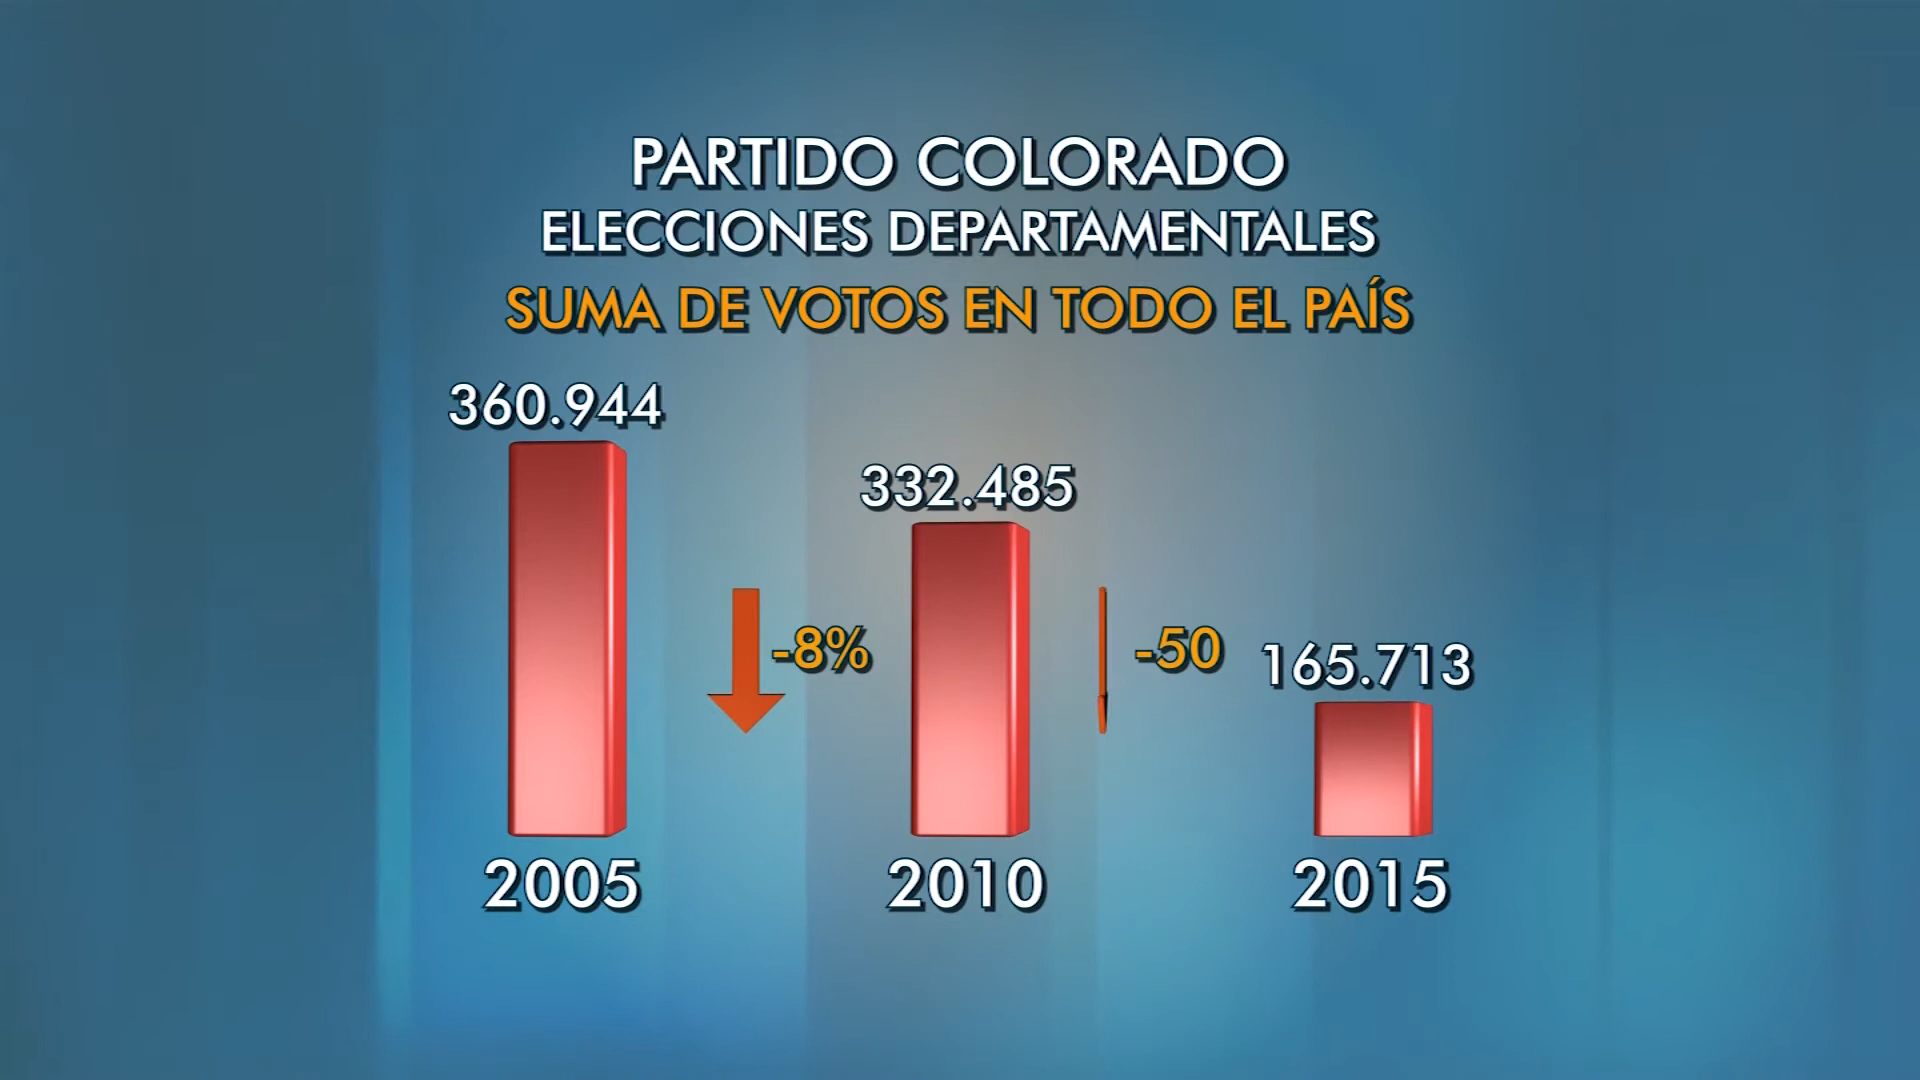 PARTIDO COLORADO
ELECCIONES DEPARTAMENTALES
SUMA DE VOTOS EN TODO EL PAÍS
360.944
332.485
-8%
-50
165.713
2005
2010
2015